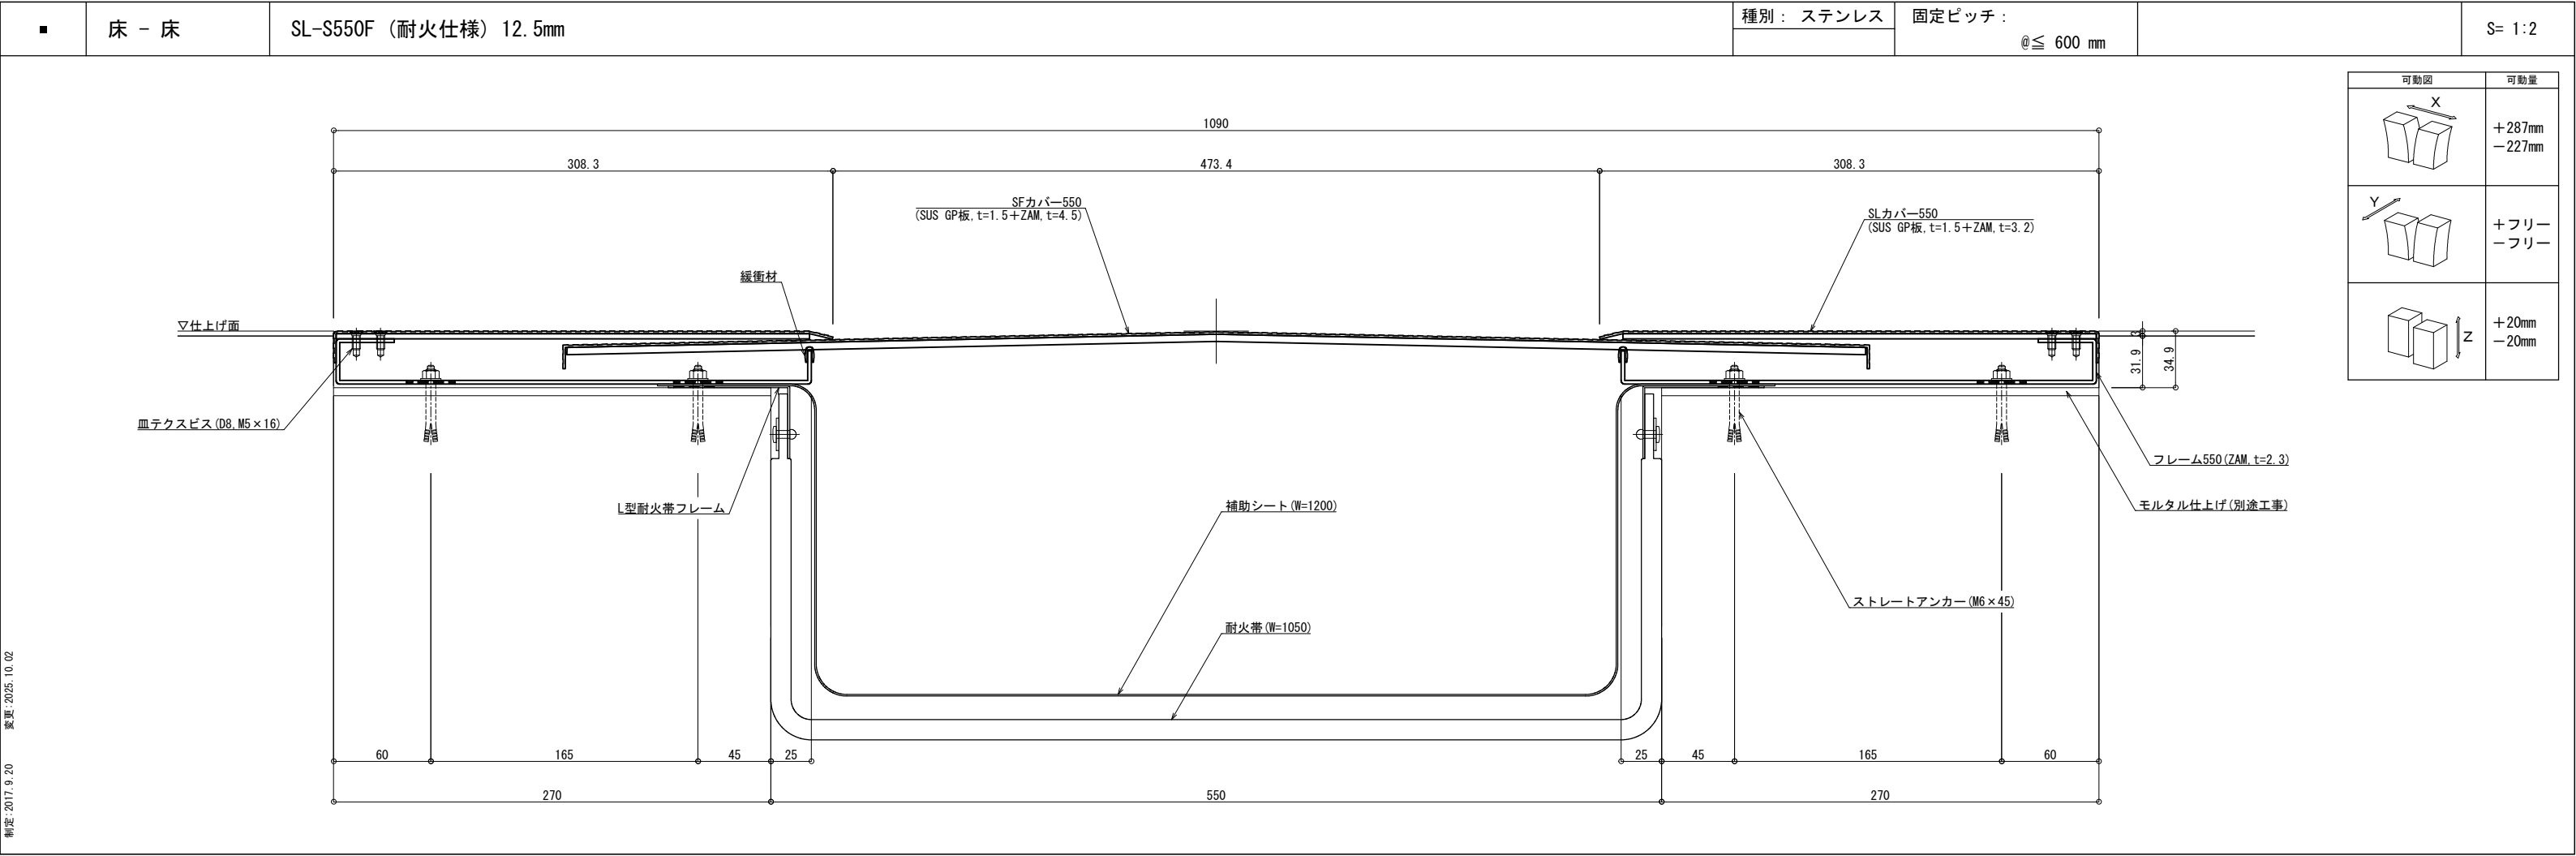 ■
床 − 床
SL-S550F (耐火仕様) 12.5mm
種別： ステンレス
固定ピッチ：
@≦ 600 mm
S= 1:2
可動図
可動量
X
+287mm
−227mm
Y
+フリー
−フリー
Z
+20mm
−20mm
1090
308.3
473.4
308.3
SFカバー550
(SUS GP板,t=1.5+ZAM,t=4.5)
SLカバー550
(SUS GP板,t=1.5+ZAM,t=3.2)
緩衝材
▽仕上げ面
3
31.9
34.9
皿テクスビス(D8,M5×16)
フレーム550(ZAM,t=2.3)
モルタル仕上げ(別途工事)
L型耐火帯フレーム
補助シート(W=1200)
ストレートアンカー(M6×45)
耐火帯(W=1050)
60
165
45
25
25
45
165
60
270
550
270
制定:2017.9.20
変更:2025.10.02